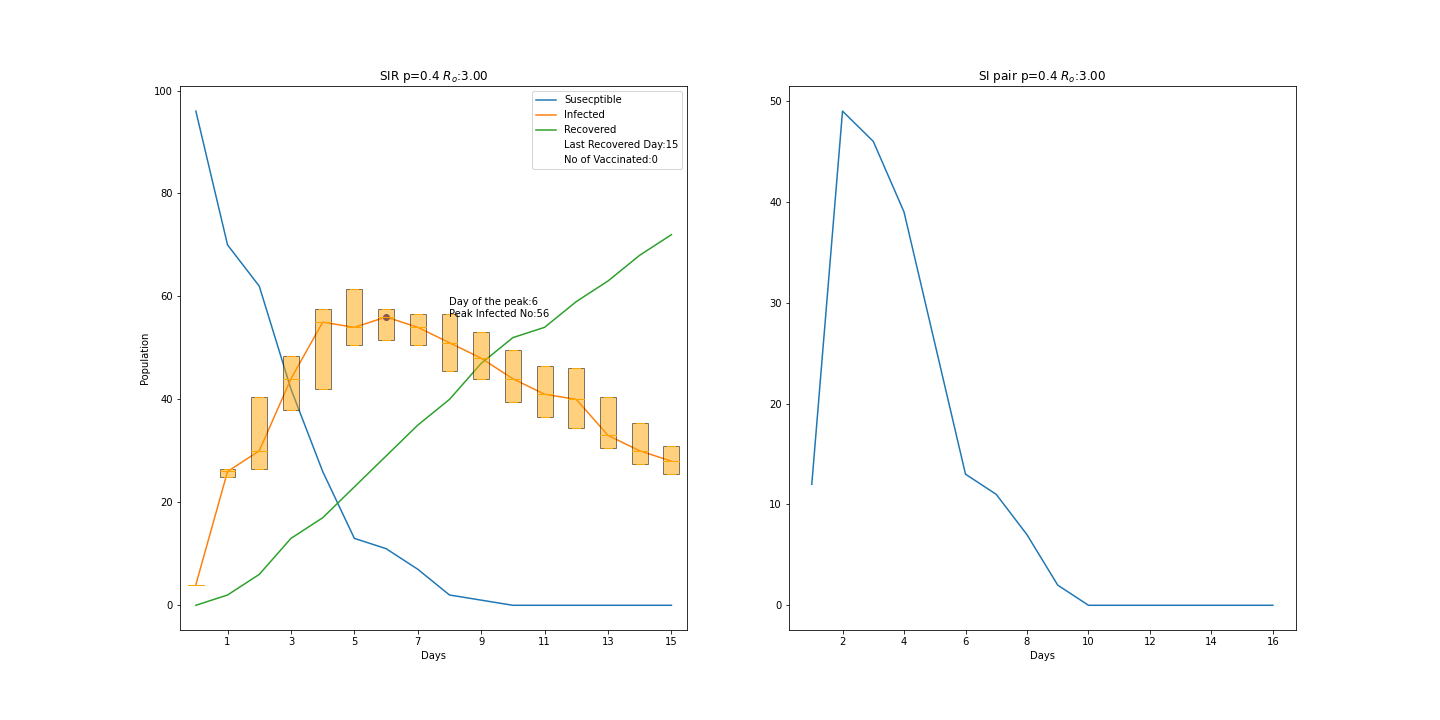 SIR p=0.4 Rₒ:3.00
Susecptible
Infected
Recovered
Last Recovered Day:15
No of Vaccinated:0
Day of the peak:6
Peak Infected No:56
Population
100
80
60
40
20
0
1 3 5 7 9 11 13 15
Days
SI pair p=0.4 Rₒ:3.00
50
40
30
20
10
0
2 4 6 8 10 12 14 16
Days